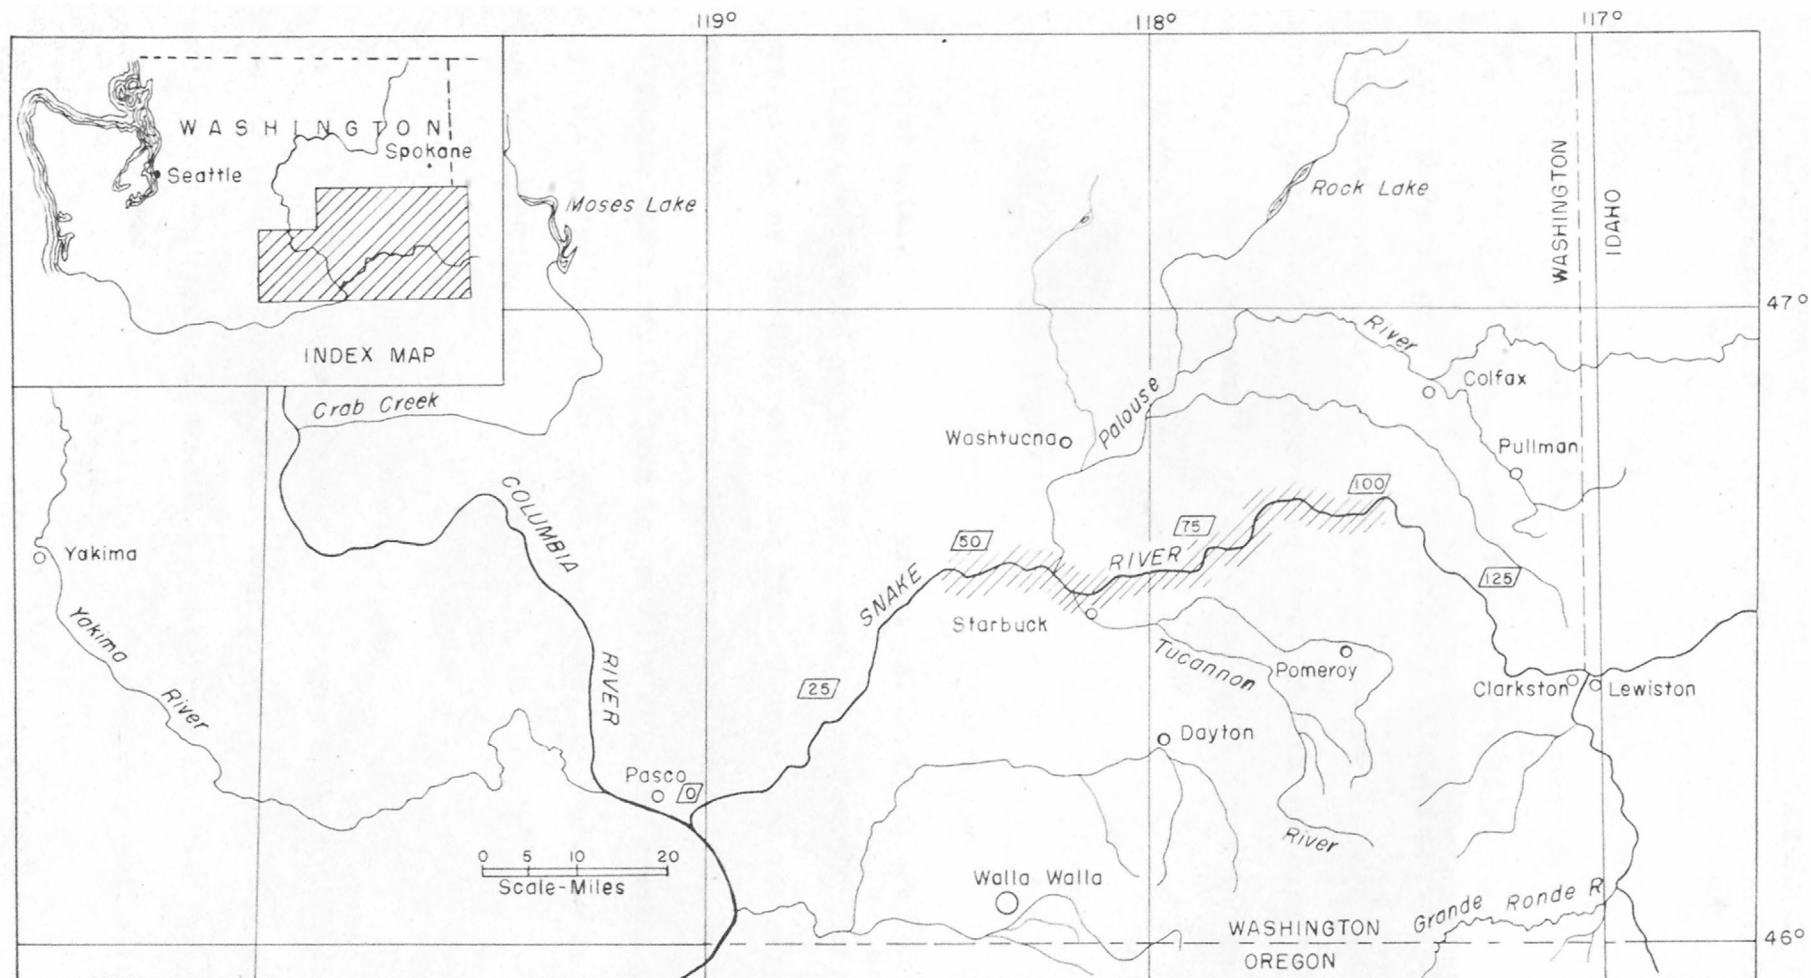 119°
118°
117°
WASHINGTON
Spokane
Seattle
INDEX MAP
Moses Lake
Rock Lake
WASHINGTON
IDAHO
47°
River
Colfax
Crab Creek
Palouse
Washtucna
Pullman
COLUMBIA
RIVER
100
75
50
RIVER
SNAKE
125
Yakima
Yakima
River
Starbuck
Tucannon
River
Pomeroy
Clarkston
Lewiston
25
Dayton
Pasco
0
0 5 10 20
Scale-Miles
Walla Walla
Grande Ronde R
WASHINGTON
OREGON
46°